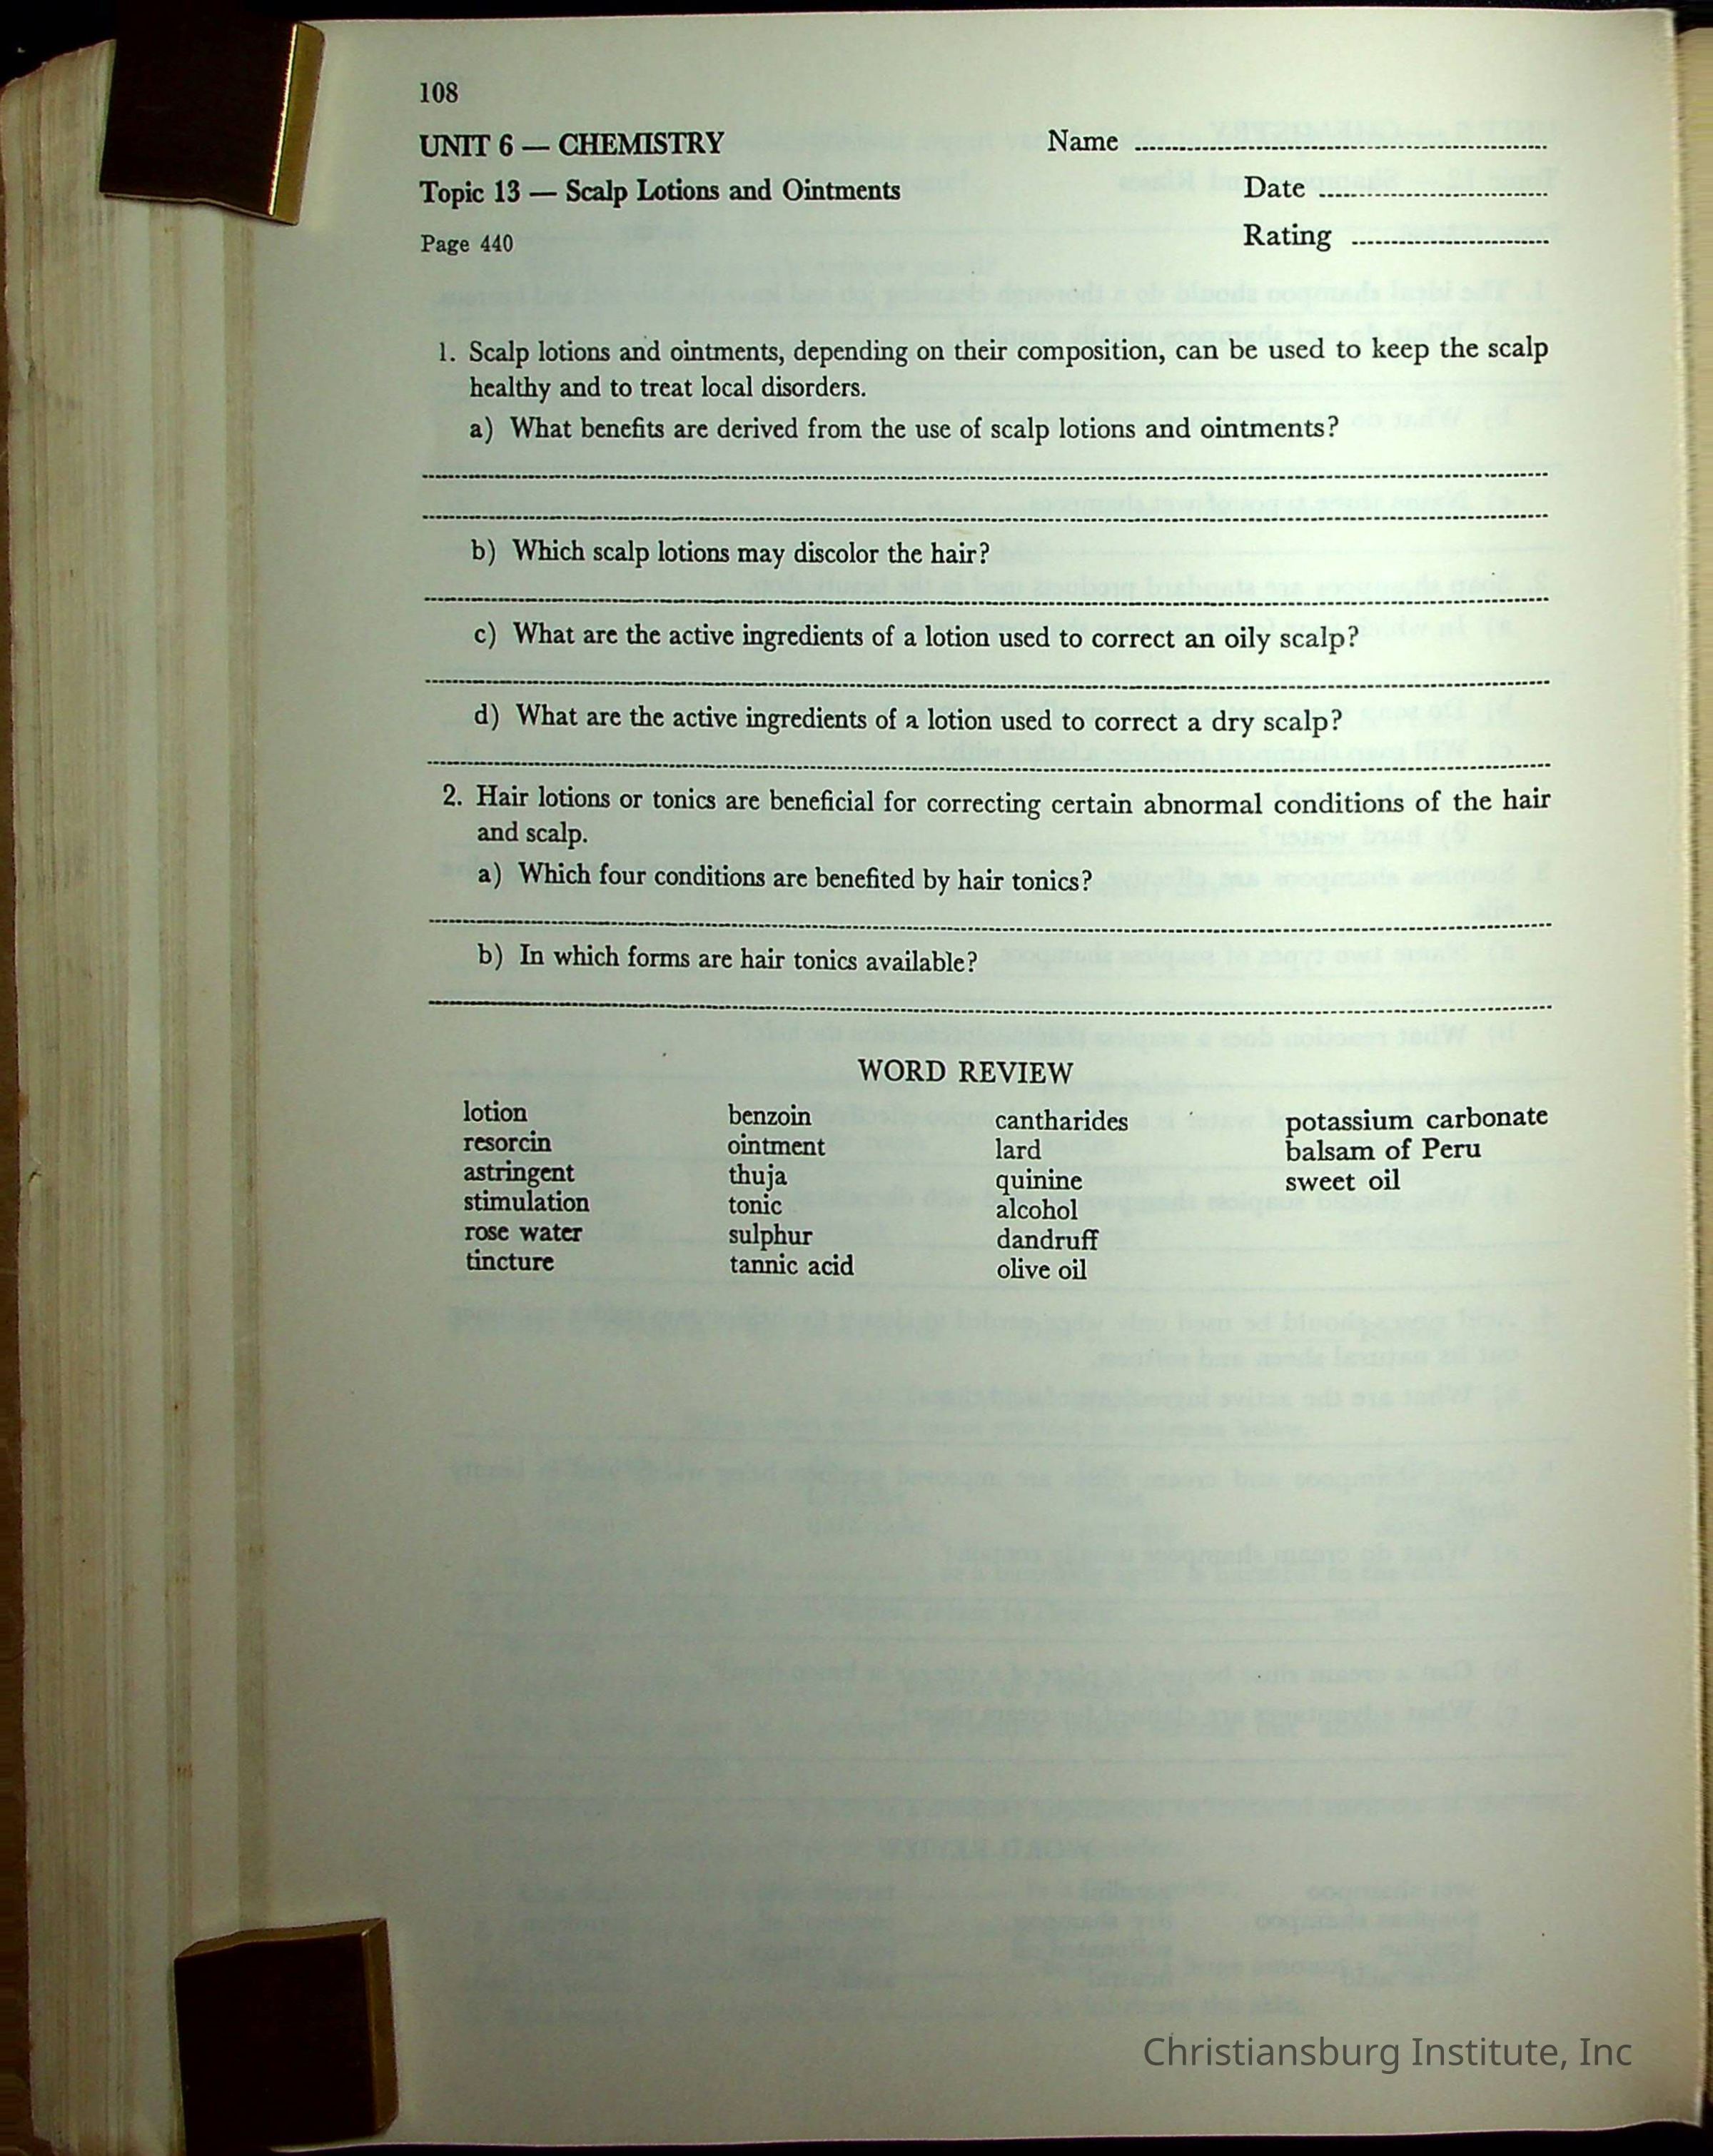 108
UNIT 6 — CHEMISTRY
Name
Topic 13 — Scalp Lotions and Ointments
Date
Page 440
Rating
1. Scalp lotions and ointments, depending on their composition, can be used to keep the scalp
healthy and to treat local disorders.
a) What benefits are derived from the use of scalp lotions and ointments?
b) Which scalp lotions may discolor the hair?
c) What are the active ingredients of a lotion used to correct an oily scalp?
d) What are the active ingredients of a lotion used to correct a dry scalp?
2. Hair lotions or tonics are beneficial for correcting certain abnormal conditions of the hair
and scalp.
a) Which four conditions are benefited by hair tonics?
b) In which forms are hair tonics available?
WORD REVIEW
lotion
resorcin
astringent
stimulation
rose water
tincture
benzoin
ointment
thuja
tonic
sulphur
tannic acid
cantharides
lard
quinine
alcohol
dandruff
olive oil
potassium carbonate
balsam of Peru
sweet oil
Christiansburg Institute, Inc